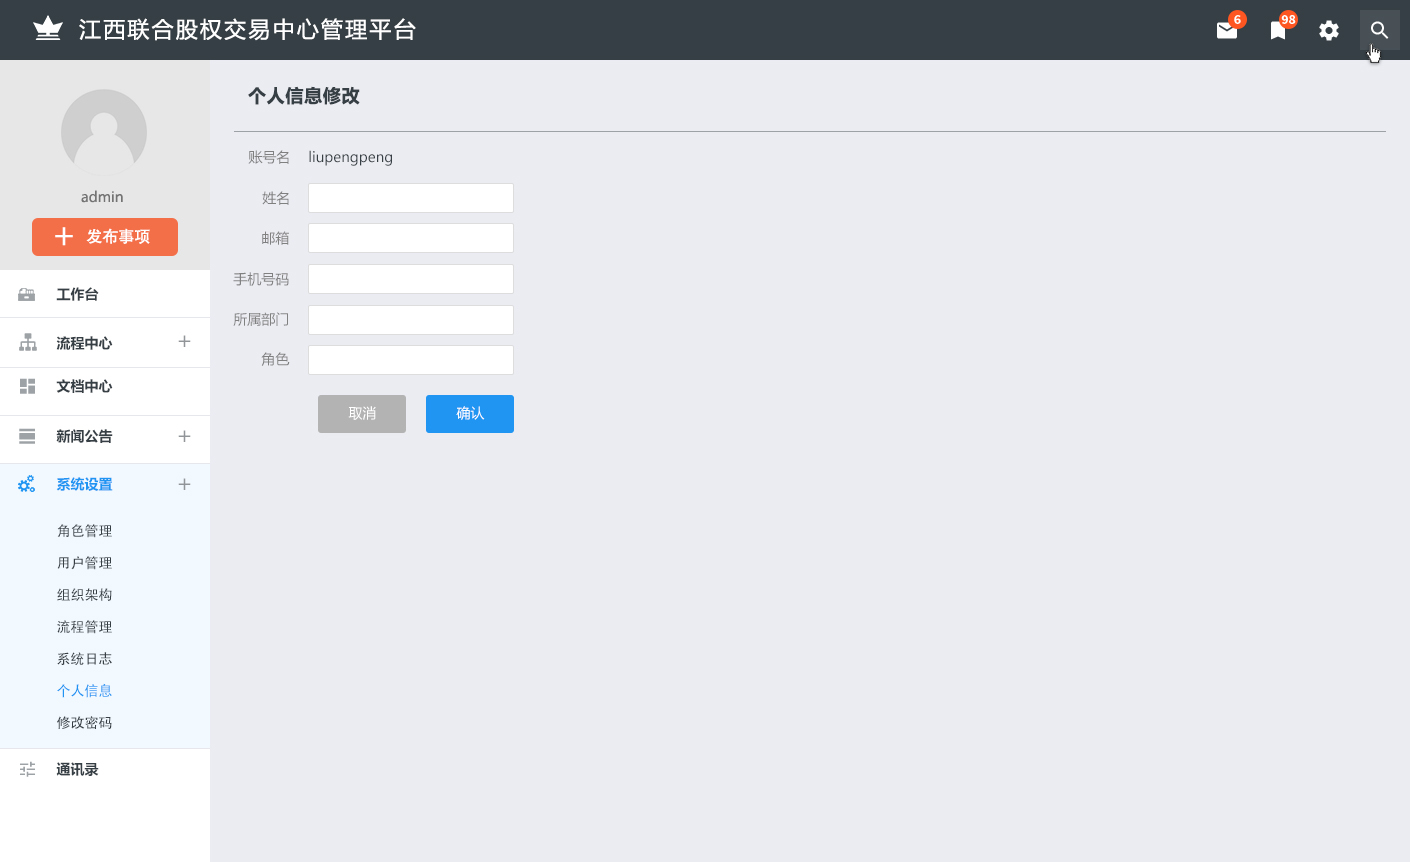 江西联合股权交易中心管理平台
6
98
admin
发布事项
工作台
流程中心
文档中心
新闻公告
系统设置
角色管理
用户管理
组织架构
流程管理
系统日志
个人信息
修改密码
通讯录
个人信息修改
账号名 liupengpeng
姓名
邮箱
手机号码
所属部门
角色
取消 确认